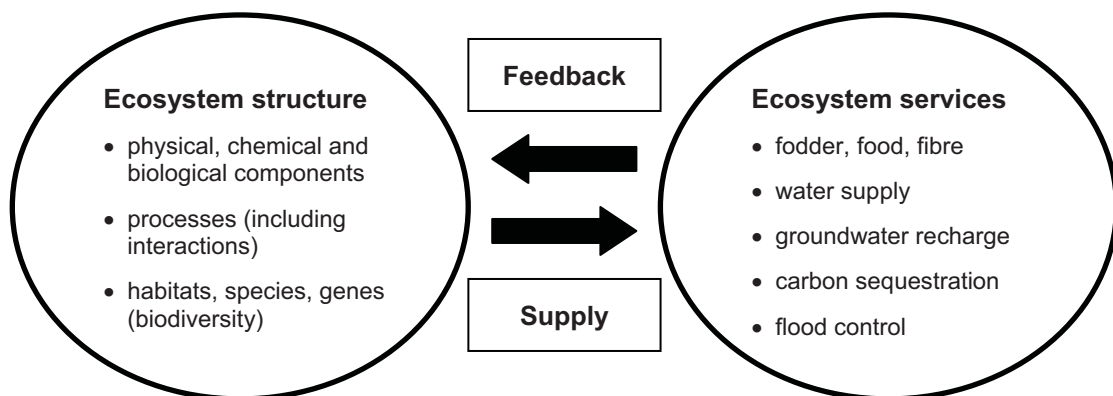 Ecosystem structure
• physical, chemical and
biological components
• processes (including
interactions)
• habitats, species, genes
(biodiversity)
Feedback
Supply
Ecosystem services
• fodder, food, fibre
• water supply
• groundwater recharge
• carbon sequestration
• flood control